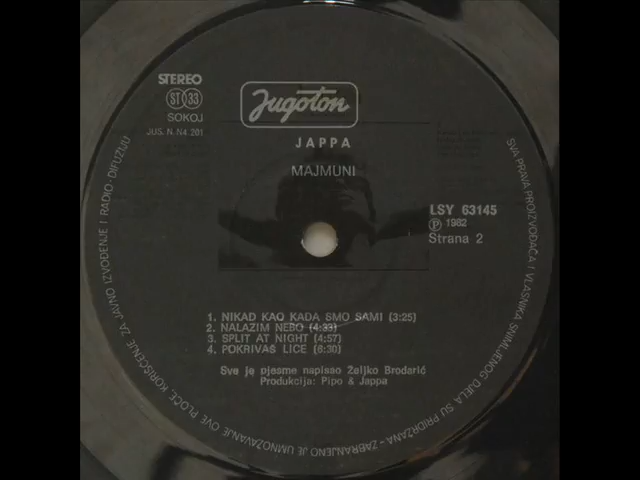 STEREO
ST 33
SOKOJ
JUS. N. N4. 201
Jugoton
JAPPA
MAJMUNI
LSY 63145
Ⓟ 1982
Strana 2
1. NIKAD KAO KADA SMO SAMI (3:25)
2. NALAZIM NEBO (4:33)
3. SPLIT AT NIGHT (4:57)
4. POKRIVAŠ LICE (6:30)
Sve je pjesme napisao Željko Brodarić
Produkcija: Pipo & Jappa
SVA PRAVA PROIZVOĐAČA I VLASNIKA SNIMLJENOG DJELA SU PRIDRŽANA - ZABRANJENO JE UMNOŽAVANJE OVE PLOČE, KORIŠĆENJE ZA JAVNO IZVOĐENJE I RADIO-DIFUZIJU